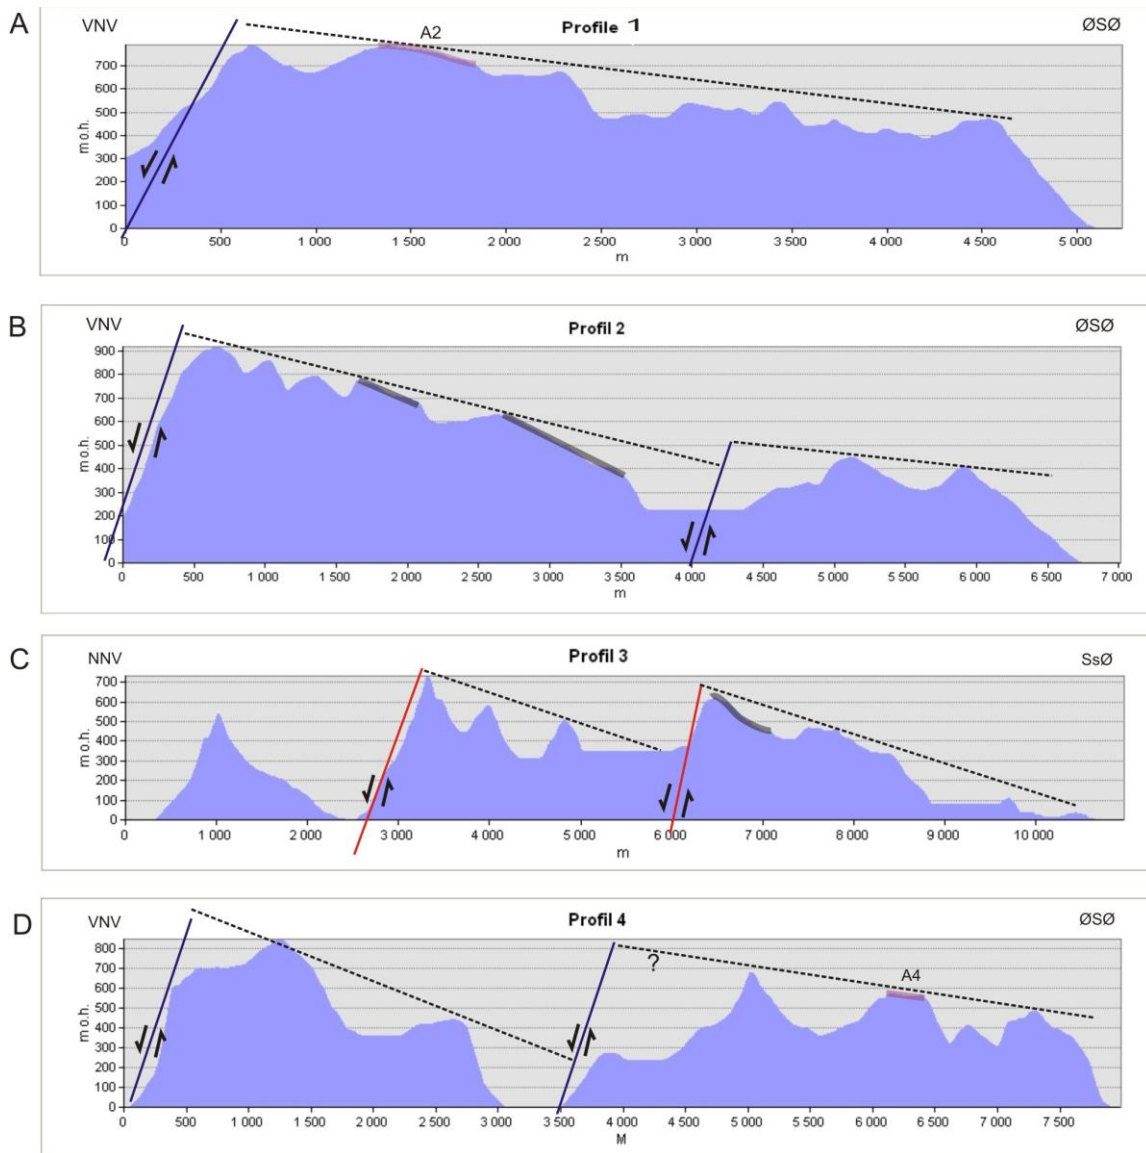 A
VNV
Profile 1
ØSØ
A2
700
600
500
400
300
200
100
0
m o.h.
0 500 1 000 1 500 2 000 2 500 3 000 3 500 4 000 4 500 5 000
m
B
VNV
Profil 2
ØSØ
900
800
700
600
500
400
300
200
100
0
m o.h.
0 500 1 000 1 500 2 000 2 500 3 000 3 500 4 000 4 500 5 000 5 500 6 000 6 500 7 000
m
C
NNV
Profil 3
SsØ
700
600
500
400
300
200
100
0
m o.h.
0 1 000 2 000 3 000 4 000 5 000 6 000 7 000 8 000 9 000 10 000
m
D
VNV
Profil 4
ØSØ
?
A4
800
700
600
500
400
300
200
100
0
m o.h.
0 500 1 000 1 500 2 000 2 500 3 000 3 500 4 000 4 500 5 000 5 500 6 000 6 500 7 000 7 500
M